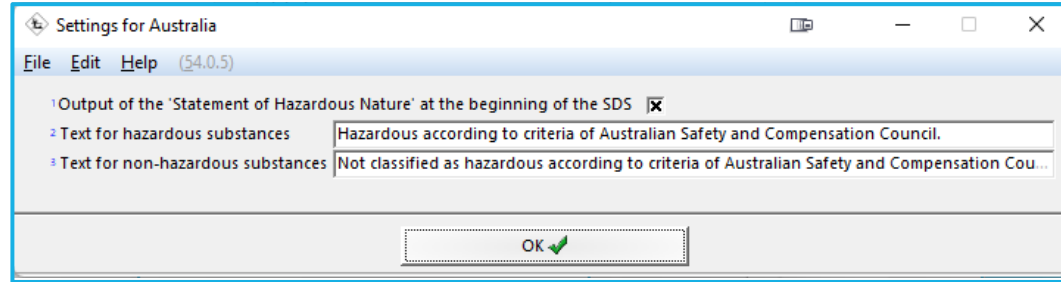 Settings for Australia
File Edit Help (54.0.5)
1 Output of the 'Statement of Hazardous Nature' at the beginning of the SDS
2 Text for hazardous substances Hazardous according to criteria of Australian Safety and Compensation Council.
3 Text for non-hazardous substances Not classified as hazardous according to criteria of Australian Safety and Compensation Cou...
OK